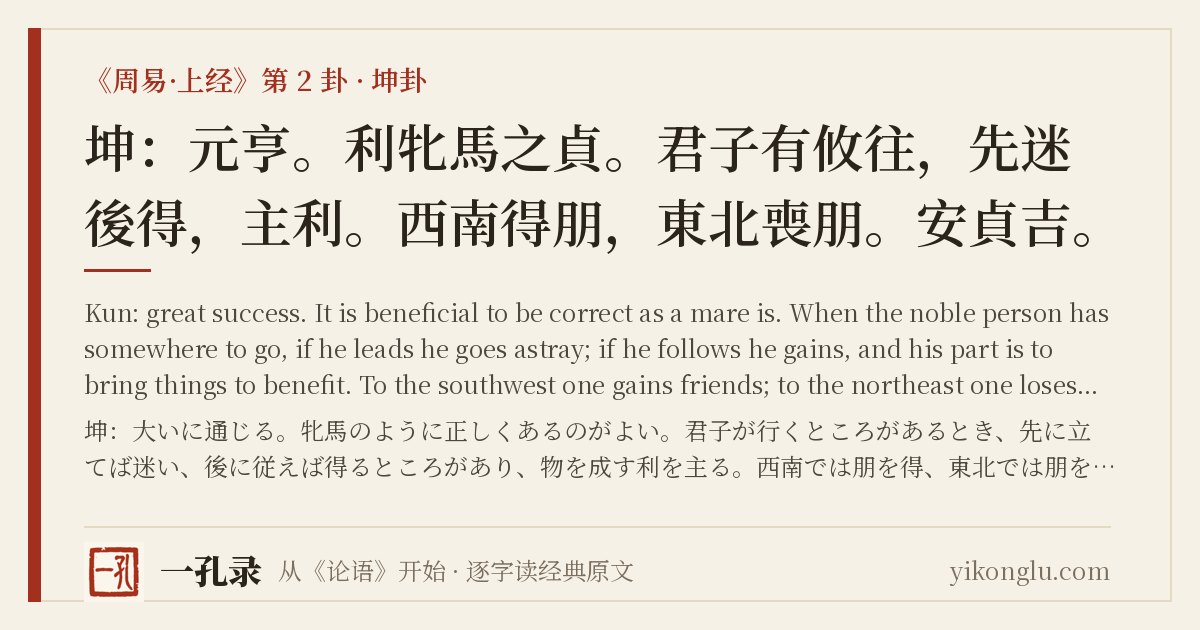 《周易·上经》第 2 卦 · 坤卦
坤：元亨。利牝馬之貞。君子有攸往，先迷
後得，主利。西南得朋，東北喪朋。安貞吉。
Kun: great success. It is beneficial to be correct as a mare is. When the noble person has
somewhere to go, if he leads he goes astray; if he follows he gains, and his part is to
bring things to benefit. To the southwest one gains friends; to the northeast one loses…
坤：大いに通じる。牝馬のように正しくあるのがよい。君子が行くところがあるとき、先に立
てば迷い、後に従えば得るところがあり、物を成す利を主る。西南では朋を得、東北では朋を…
一孔
一孔录
从《论语》开始 · 逐字读经典原文
yikonglu.com